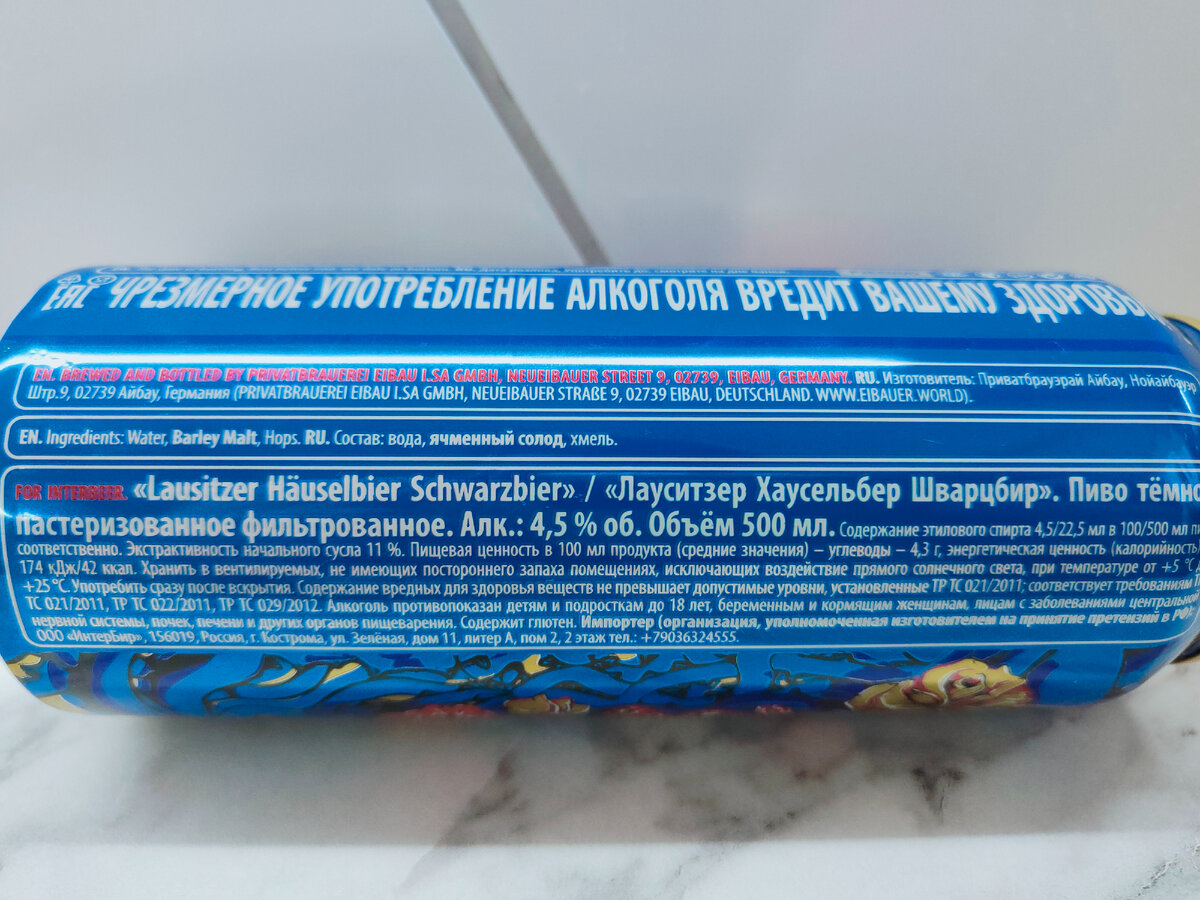 EAC ЧРЕЗМЕРНОЕ УПОТРЕБЛЕНИЕ АЛКОГОЛЯ ВРЕДИТ ВАШЕМУ
EN. BREWED AND BOTTLED BY PRIVATBRAUEREI EIBAU I.SA GMBH, NEUEIBAUER STREET 9, 02739, EIBAU, GERMANY. RU. Изготовитель: Приватбрауэрай Айбау, Нойайбауэр
Штр.9, 02739 Айбау, Германия (PRIVATBRAUEREI EIBAU I.SA GMBH, NEUEIBAUER STRAßE 9, 02739 EIBAU, DEUTSCHLAND. WWW.EIBAUER.WORLD).
EN. Ingredients: Water, Barley Malt, Hops. RU. Состав: вода, ячменный солод, хмель.
FOR INTERBEER. «Lausitzer Häuselbier Schwarzbier» / «Лауситзер Хаусельбер Шварцбир». Пиво тёмно
пастеризованное фильтрованное. Алк.: 4,5 % об. Объём 500 мл. Содержание этилового спирта 4,5/22,5 мл в 100/500 мл
соответственно. Экстрактивность начального сусла 11 %. Пищевая ценность в 100 мл продукта (средние значения) – углеводы – 4,3 г, энергетическая ценность (калорийность
174 кДж/42 ккал. Хранить в вентилируемых, не имеющих постороннего запаха помещениях, исключающих воздействие прямого солнечного света, при температуре от +5 °C
+25 °C. Употребить сразу после вскрытия. Содержание вредных для здоровья веществ не превышает допустимые уровни, установленные ТР ТС 021/2011; соответствует требованиям
ТС 021/2011, ТР ТС 022/2011, ТР ТС 029/2012. Алкоголь противопоказан детям и подросткам до 18 лет, беременным и кормящим женщинам, лицам с заболеваниями центральной
нервной системы, почек, печени и других органов пищеварения. Содержит глютен. Импортер (организация, уполномоченная изготовителем на принятие претензий в РФ):
ООО «ИнтерБир», 156019, Россия, г. Кострома, ул. Зелёная, дом 11, литер А, пом 2, 2 этаж тел.: +79036324555.